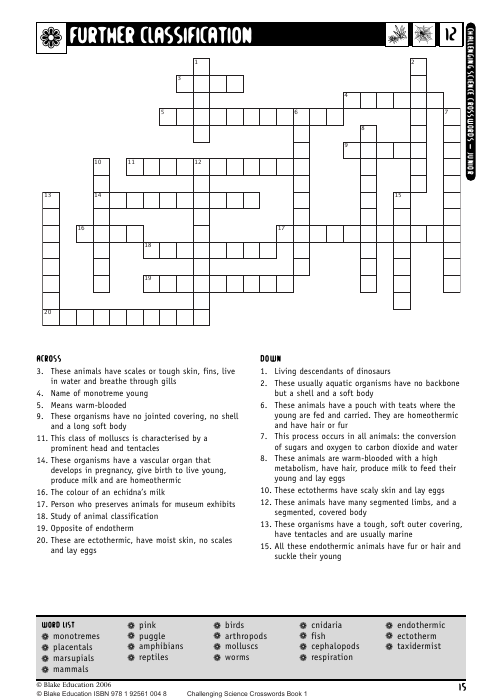 FURTHER CLASSIFICATION
12
CHALLENGING SCIENCE CROSSWORDS – JUNIOR
1
2
3
4
5
6
7
8
9
10
11
12
13
14
15
16
17
18
19
20
ACROSS
3. These animals have scales or tough skin, fins, live
in water and breathe through gills
4. Name of monotreme young
5. Means warm-blooded
9. These organisms have no jointed covering, no shell
and a long soft body
11. This class of molluscs is characterised by a
prominent head and tentacles
14. These organisms have a vascular organ that
develops in pregnancy, give birth to live young,
produce milk and are homeothermic
16. The colour of an echidna's milk
17. Person who preserves animals for museum exhibits
18. Study of animal classification
19. Opposite of endotherm
20. These are ectothermic, have moist skin, no scales
and lay eggs
DOWN
1. Living descendants of dinosaurs
2. These usually aquatic organisms have no backbone
but a shell and a soft body
6. These animals have a pouch with teats where the
young are fed and carried. They are homeothermic
and have hair or fur
7. This process occurs in all animals: the conversion
of sugars and oxygen to carbon dioxide and water
8. These animals are warm-blooded with a high
metabolism, have hair, produce milk to feed their
young and lay eggs
10. These ectotherms have scaly skin and lay eggs
12. These animals have many segmented limbs, and a
segmented, covered body
13. These organisms have a tough, soft outer covering,
have tentacles and are usually marine
15. All these endothermic animals have fur or hair and
suckle their young
WORD LIST
monotremes
placentals
marsupials
mammals
pink
puggle
amphibians
reptiles
birds
arthropods
molluscs
worms
cnidaria
fish
cephalopods
respiration
endothermic
ectotherm
taxidermist
© Blake Education 2006
© Blake Education ISBN 978 1 92561 004 8 Challenging Science Crosswords Book 1
15